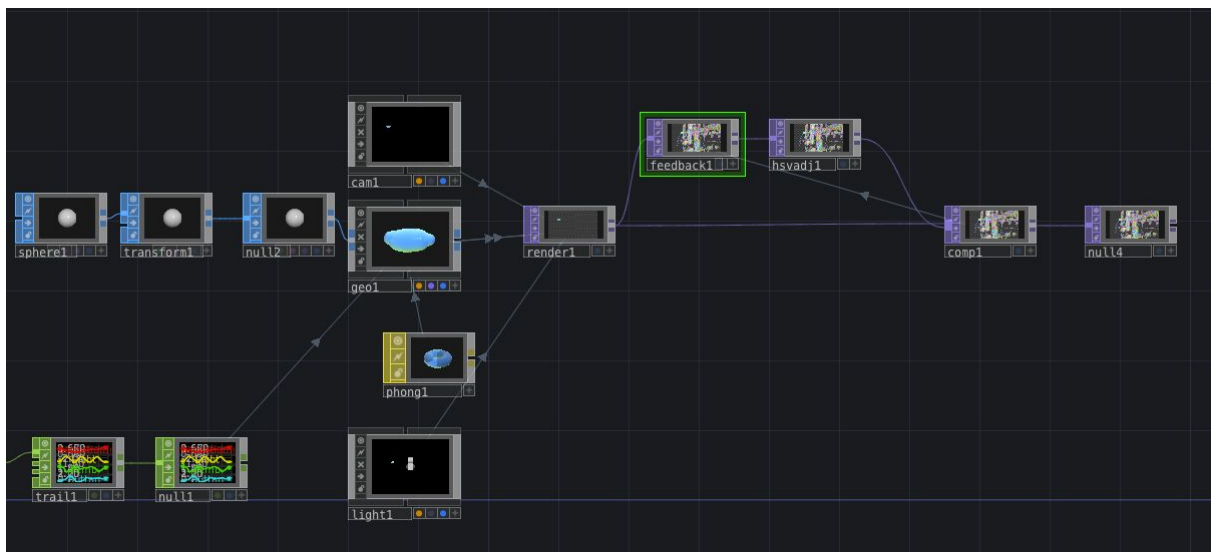 cam1
feedback1
hsvadj1
sphere1
transform1
null2
geo1
render1
comp1
null4
phong1
trail1
null1
light1